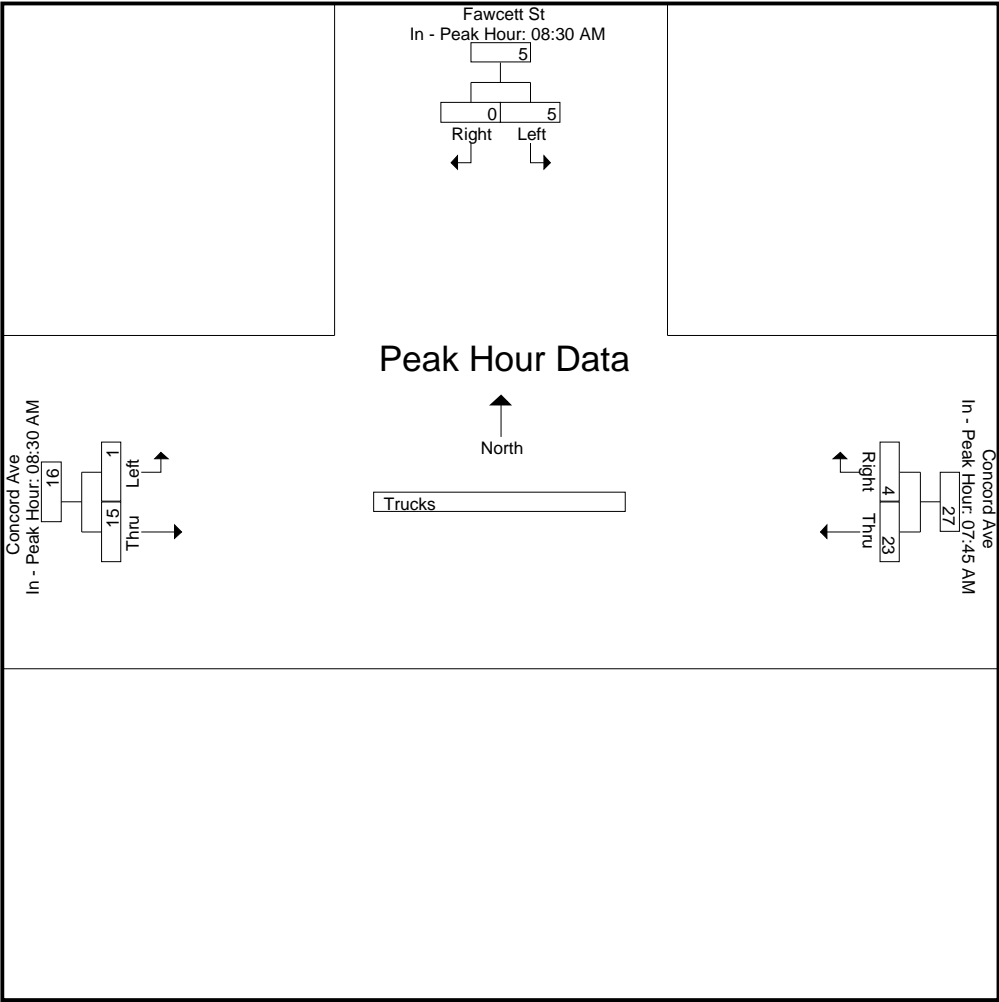 Fawcett St
In - Peak Hour: 08:30 AM
5
0 5
Right Left
Peak Hour Data
North
Trucks
Concord Ave
In - Peak Hour: 08:30 AM
16
1 15
Left Thru
Concord Ave
In - Peak Hour: 07:45 AM
27
4 23
Right Thru